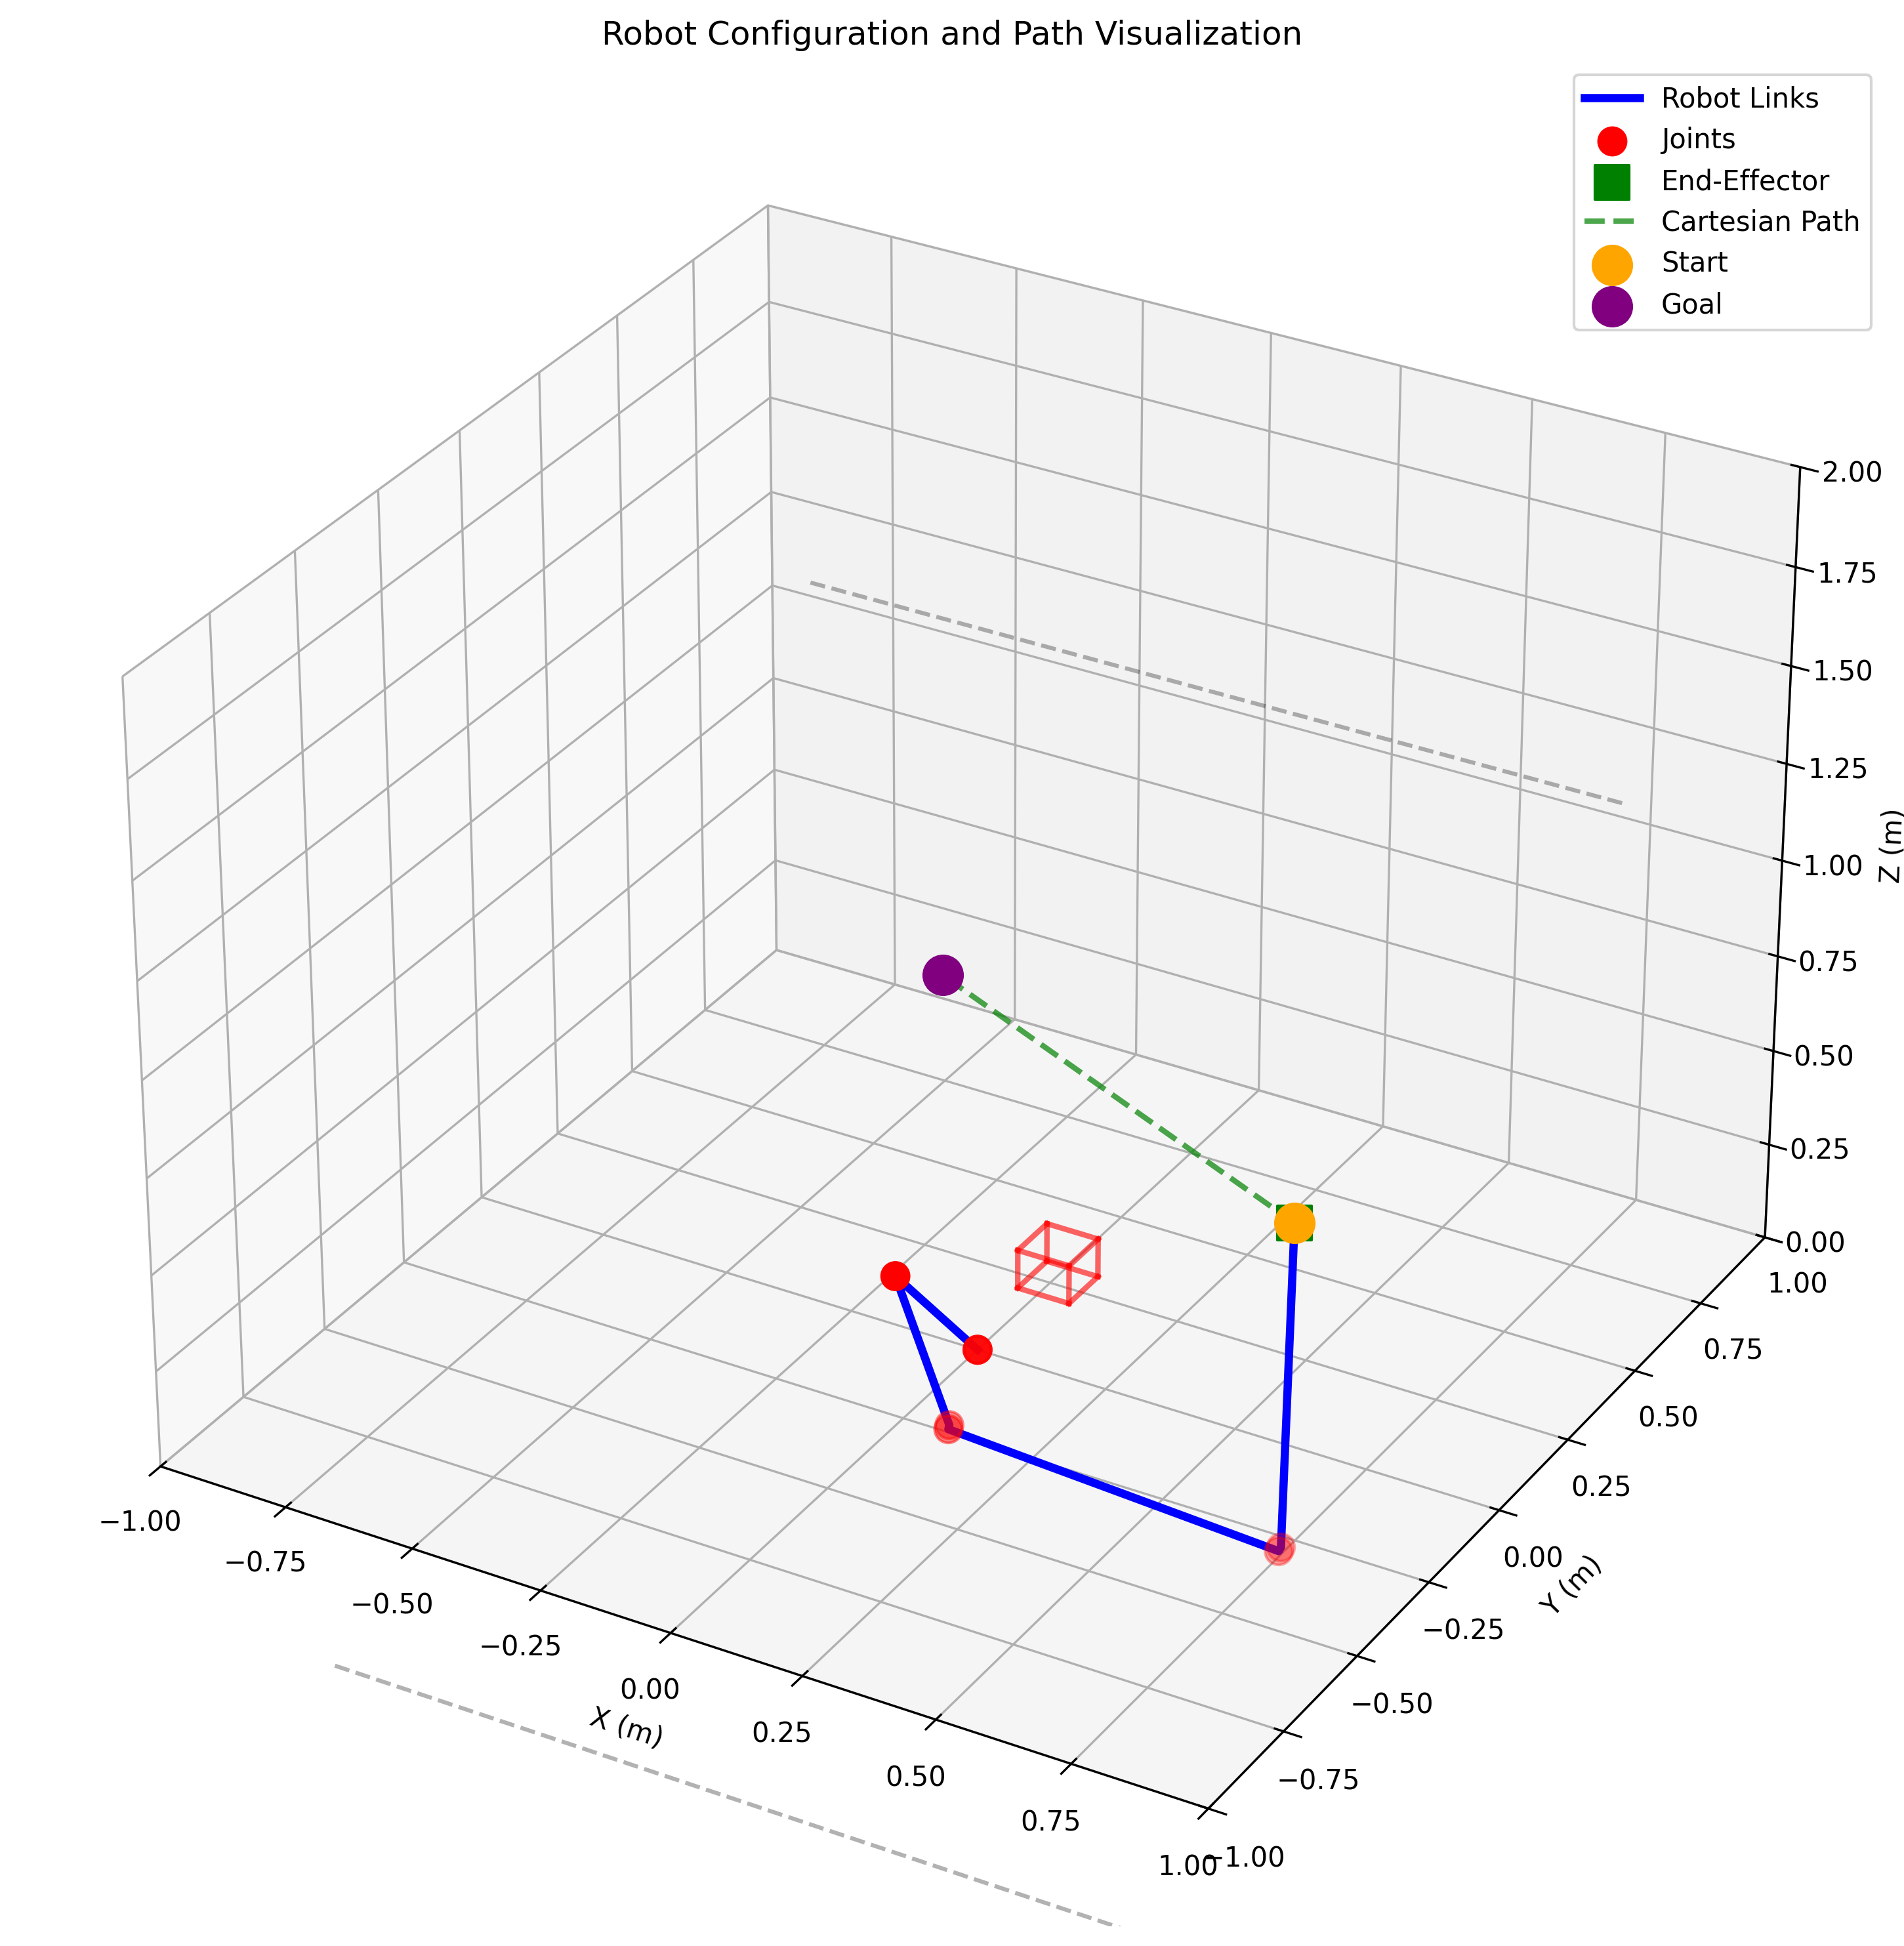 Robot Configuration and Path Visualization
Robot Links
Joints
End-Effector
Cartesian Path
Start
Goal
2.00
1.75
1.50
1.25
1.00
0.75
0.50
0.25
0.00
Z (m)
1.00
0.75
0.50
0.25
0.00
−0.25
−0.50
−0.75
−1.00
Y (m)
−1.00
−0.75
−0.50
−0.25
0.00
0.25
0.50
0.75
1.00
X (m)